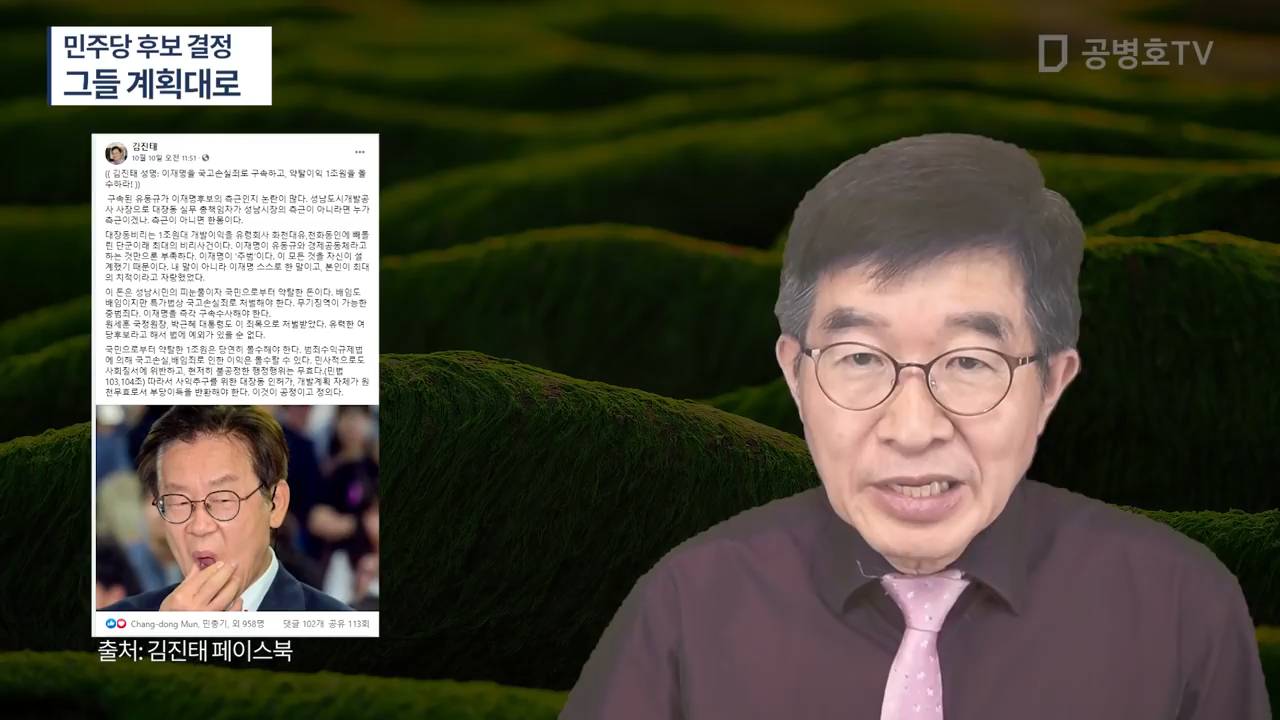 민주당 후보 결정
그들 계획대로
공병호TV
김진태
10월 10일 오전 11:51
(( 김진태 성명: 이재명을 국고손실죄로 구속하고, 약탈이익 1조원을 몰
수하라! ))
구속된 유동규가 이재명후보의 측근인지 논란이 많다. 성남도시개발공
사 사장으로 대장동 실무 총책임자가 성남시장의 측근이 아니라면 누가
측근이겠나. 측근이 아니면 한몸이다.
대장동비리는 1조원대 개발이익을 유령회사 화천대유,천화동인에 빼돌
린 단군이래 최대의 비리사건이다. 이재명이 유동규와 경제공동체라고
하는 것만으론 부족하다. 이재명이 '주범'이다. 이 모든 것을 자신이 설
계했기 때문이다. 내 말이 아니라 이재명 스스로 한 말이고, 본인이 최대
의 치적이라고 자랑했었다.
이 돈은 성남시민의 피눈물이자 국민으로부터 약탈한 돈이다. 배임도
배임이지만 특가법상 국고손실죄로 처벌해야 한다. 무기징역이 가능한
중범죄다. 이재명을 즉각 구속수사해야 한다.
원세훈 국정원장, 박근혜 대통령도 이 죄목으로 처벌받았다. 유력한 여
당후보라고 해서 법에 예외가 있을 순 없다.
국민으로부터 약탈한 1조원은 당연히 몰수해야 한다. 범죄수익규제법
에 의해 국고손실,배임죄로 인한 이익은 몰수할 수 있다. 민사적으로도
사회질서에 위반하고, 현저히 불공정한 행정행위는 무효다.(민법
103,104조) 따라서 사익추구를 위한 대장동 인허가, 개발계획 자체가 원
천무효로서 부당이득을 반환해야 한다. 이것이 공정이고 정의다.
Chang-dong Mun, 민중기, 외 958명 댓글 102개 공유 113회
출처: 김진태 페이스북